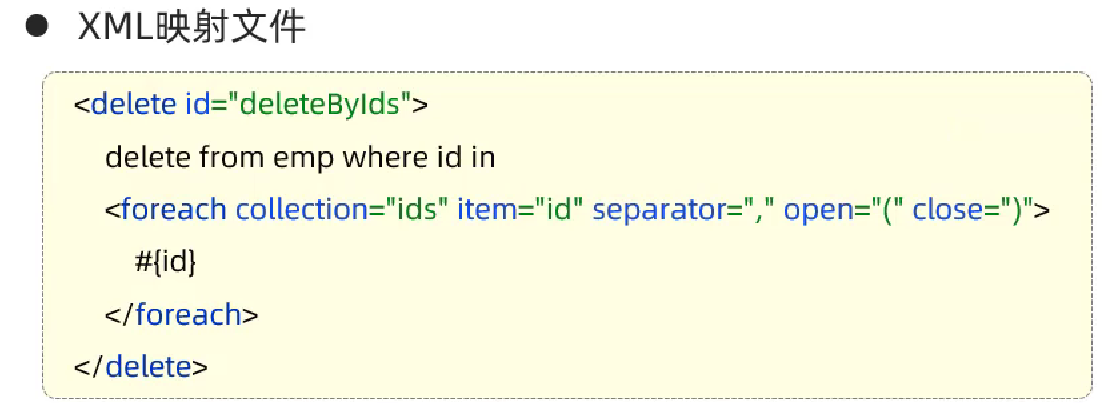 ● XML映射文件
<delete id="deleteByIds">
delete from emp where id in
<foreach collection="ids" item="id" separator="," open="(" close=")">
#{id}
</foreach>
</delete>